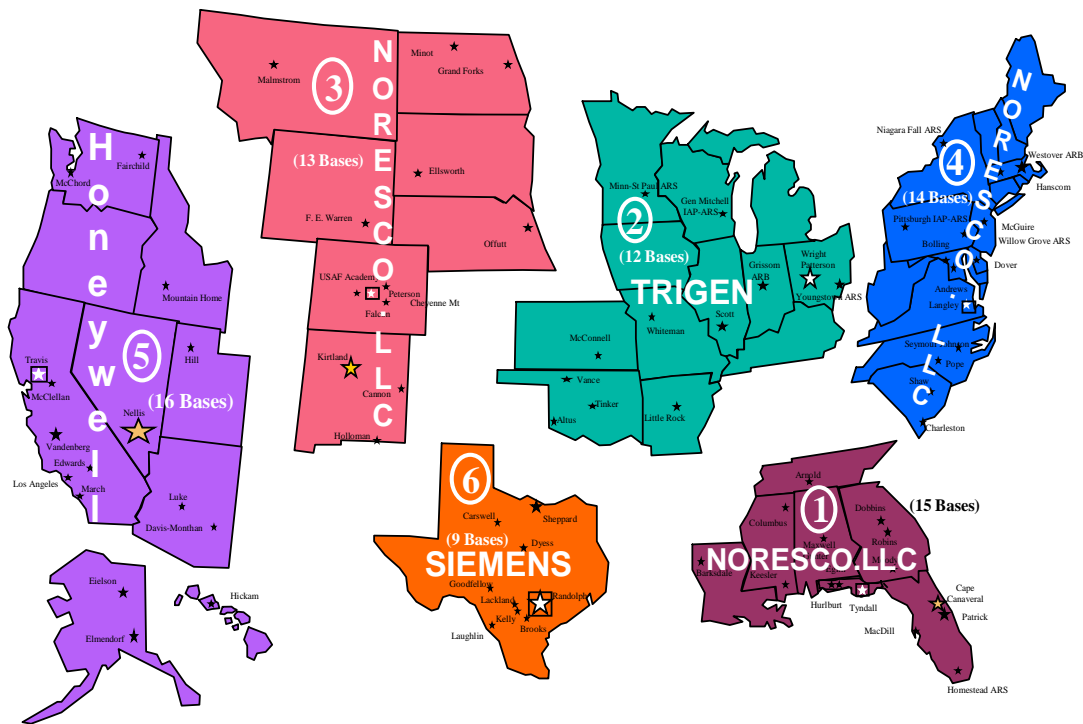 Honeywell
5
(16 Bases)
McChord
Fairchild
Mountain Home
Travis
McClellan
Hill
Nellis
Vandenberg
Edwards
Los Angeles
March
Luke
Davis-Monthan
Eielson
Elmendorf
Hickam
NORESCO.LLC
3
(13 Bases)
Malmstrom
Minot
Grand Forks
Ellsworth
F. E. Warren
Offutt
USAF Academy
Peterson
Cheyenne Mt
Falcon
Kirtland
Cannon
Holloman
TRIGEN
2
(12 Bases)
Minn-St Paul ARS
Gen Mitchell
IAP-ARS
Grissom
ARB
Wright
Patterson
Youngstown ARS
Whiteman
Scott
McConnell
Vance
Tinker
Altus
Little Rock
NORESCO.LLC
4
(14 Bases)
Niagara Fall ARS
Westover ARB
Hanscom
Pittsburgh IAP-ARS
McGuire
Willow Grove ARS
Bolling
Dover
Andrews
Langley
Seymour Johnson
Pope
Shaw
Charleston
6
(9 Bases)
SIEMENS
Carswell
Sheppard
Dyess
Goodfellow
Lackland
Randolph
Kelly
Brooks
Laughlin
1
(15 Bases)
NORESCO.LLC
Arnold
Columbus
Dobbins
Robins
Maxwell
Moody
Barksdale
Keesler
Hurlburt
Tyndall
Cape
Canaveral
Patrick
MacDill
Homestead ARS